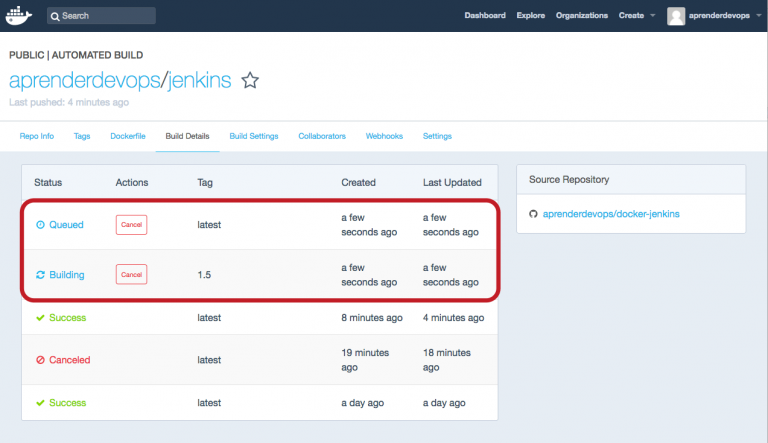 Search
Dashboard Explore Organizations Create aprenderdevops
PUBLIC | AUTOMATED BUILD
aprenderdevops/jenkins
Last pushed: 4 minutes ago
Repo Info Tags Dockerfile Build Details Build Settings Collaborators Webhooks Settings
Status Actions Tag Created Last Updated
Queued Cancel latest a few seconds ago a few seconds ago
Building Cancel 1.5 a few seconds ago a few seconds ago
Success latest 8 minutes ago 4 minutes ago
Canceled latest 19 minutes ago 18 minutes ago
Success latest a day ago a day ago
Source Repository
aprenderdevops/docker-jenkins